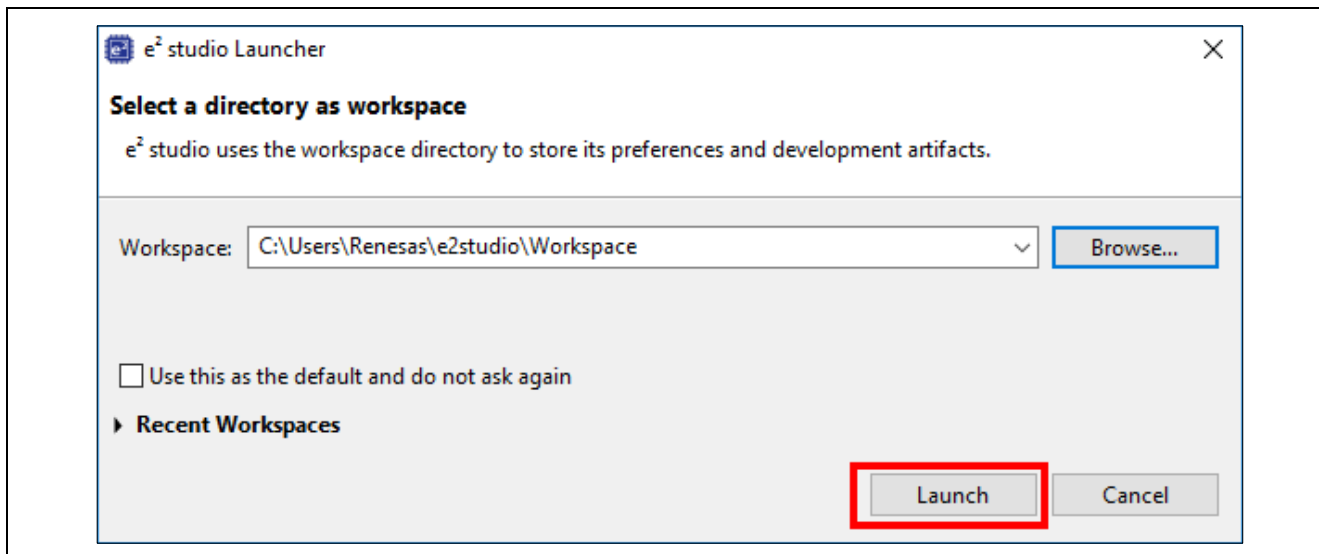 e² studio Launcher
Select a directory as workspace
e² studio uses the workspace directory to store its preferences and development artifacts.
Workspace: C:\Users\Renesas\e2studio\Workspace Browse...
Use this as the default and do not ask again
Recent Workspaces
Launch Cancel